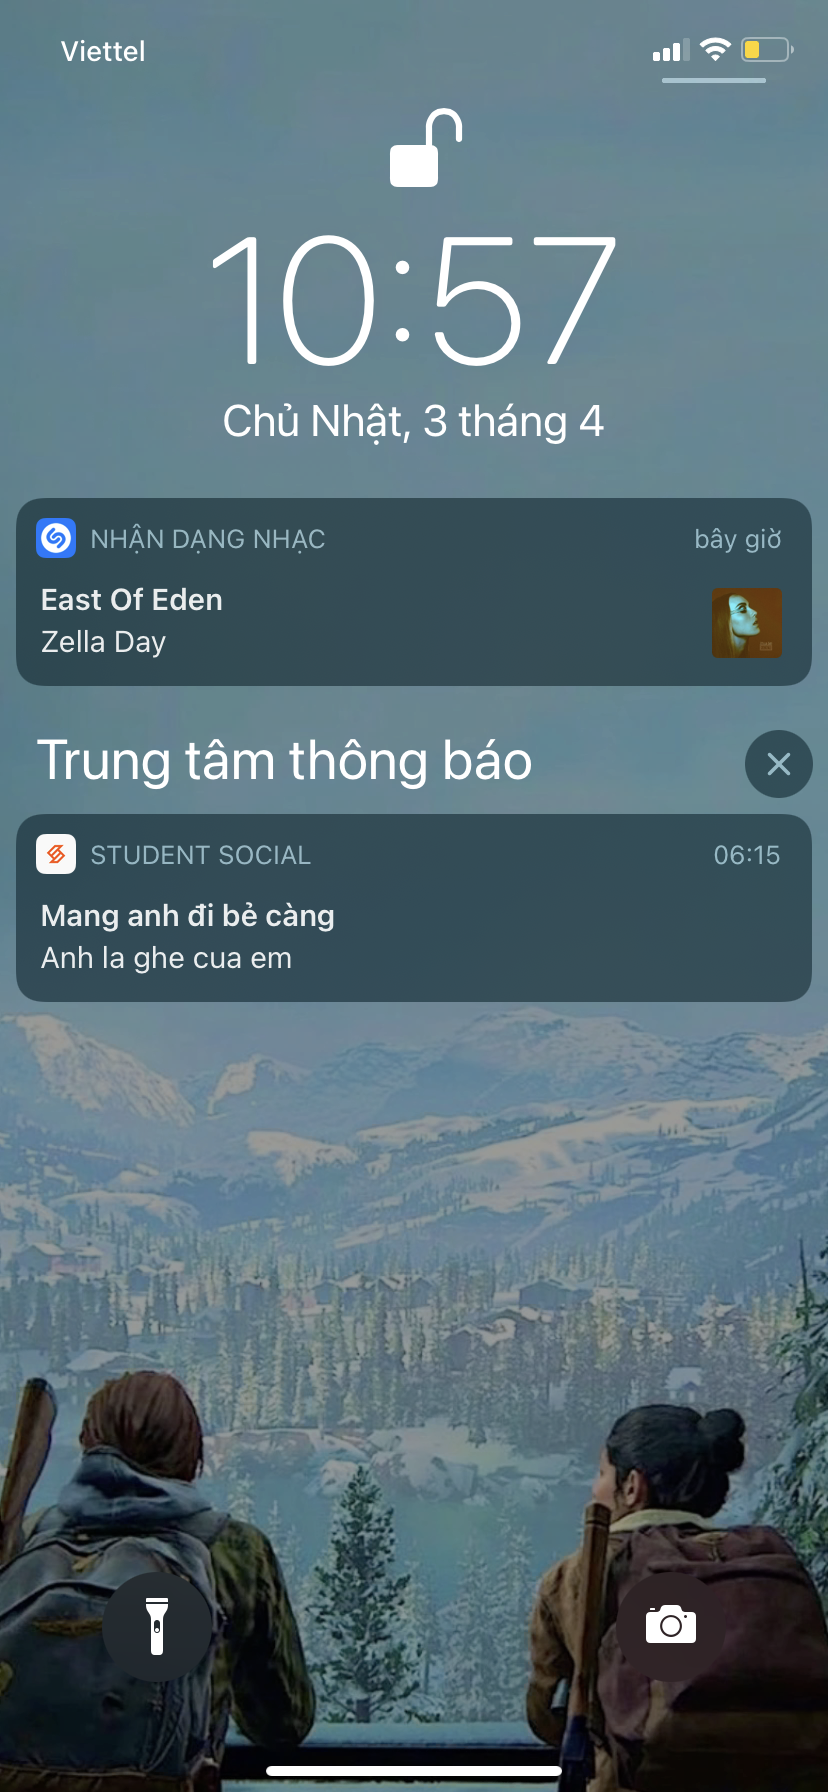 Viettel
10:57
Chủ Nhật, 3 tháng 4
NHẬN DẠNG NHẠC
bây giờ
East Of Eden
Zella Day
Trung tâm thông báo
STUDENT SOCIAL
06:15
Mang anh đi bẻ càng
Anh la ghe cua em